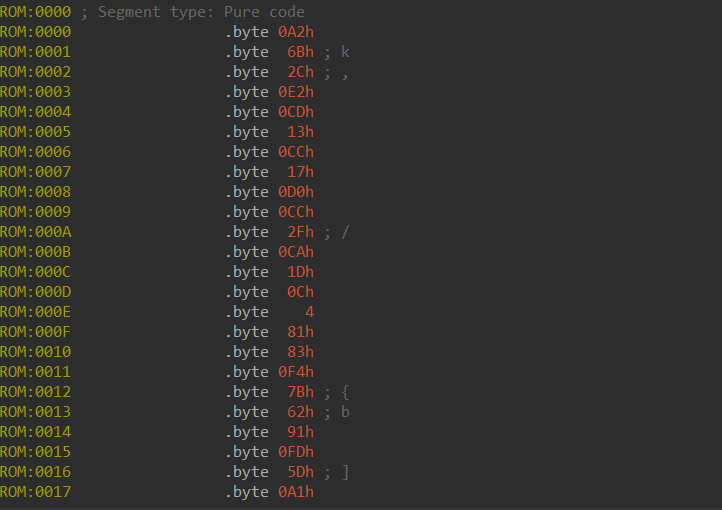 ROM:0000 ; Segment type: Pure code
ROM:0000 .byte 0A2h
ROM:0001 .byte 6Bh ; k
ROM:0002 .byte 2Ch ; ,
ROM:0003 .byte 0E2h
ROM:0004 .byte 0CDh
ROM:0005 .byte 13h
ROM:0006 .byte 0CCh
ROM:0007 .byte 17h
ROM:0008 .byte 0D0h
ROM:0009 .byte 0CCh
ROM:000A .byte 2Fh ; /
ROM:000B .byte 0CAh
ROM:000C .byte 1Dh
ROM:000D .byte 0Ch
ROM:000E .byte 4
ROM:000F .byte 81h
ROM:0010 .byte 83h
ROM:0011 .byte 0F4h
ROM:0012 .byte 7Bh ; {
ROM:0013 .byte 62h ; b
ROM:0014 .byte 91h
ROM:0015 .byte 0FDh
ROM:0016 .byte 5Dh ; ]
ROM:0017 .byte 0A1h